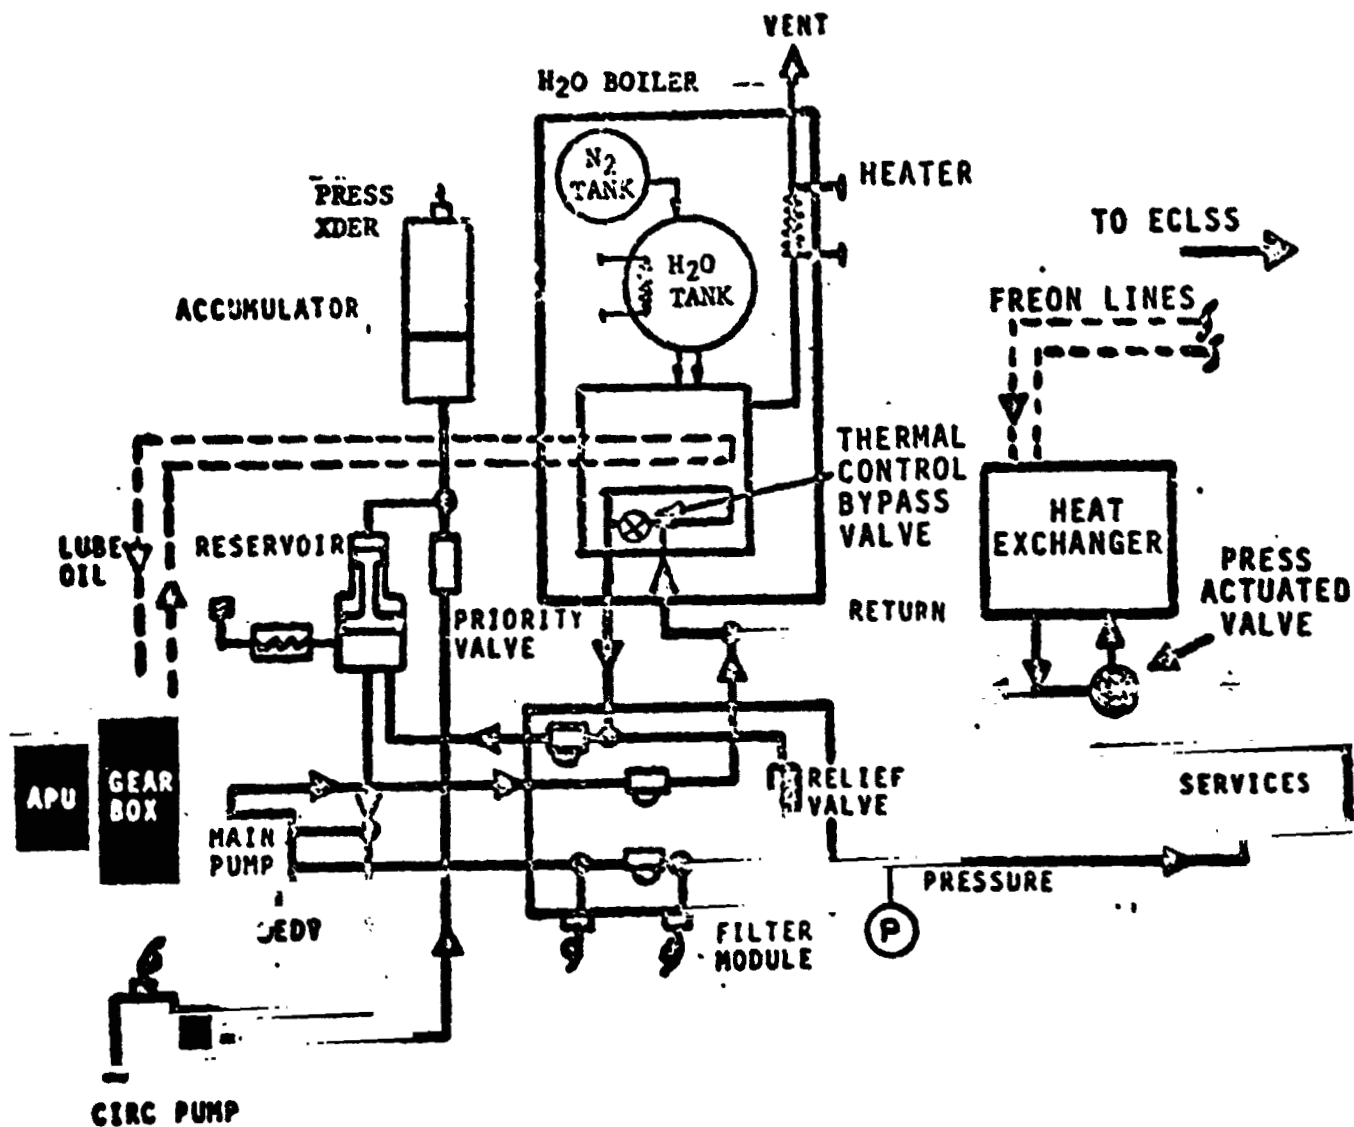 VENT
H2O BOILER
N2
TANK
HEATER
PRESS
XDER
TO ECLSS
H2O
TANK
FREON LINES
ACCUMULATOR
THERMAL
CONTROL
BYPASS
VALVE
HEAT
EXCHANGER
LUBE
OIL
RESERVOIR
PRESS
ACTUATED
VALVE
PRIORITY
VALVE
RETURN
APU
GEAR
BOX
RELIEF
VALVE
SERVICES
MAIN
PUMP
PRESSURE
P
FILTER
MODULE
CIRC PUMP